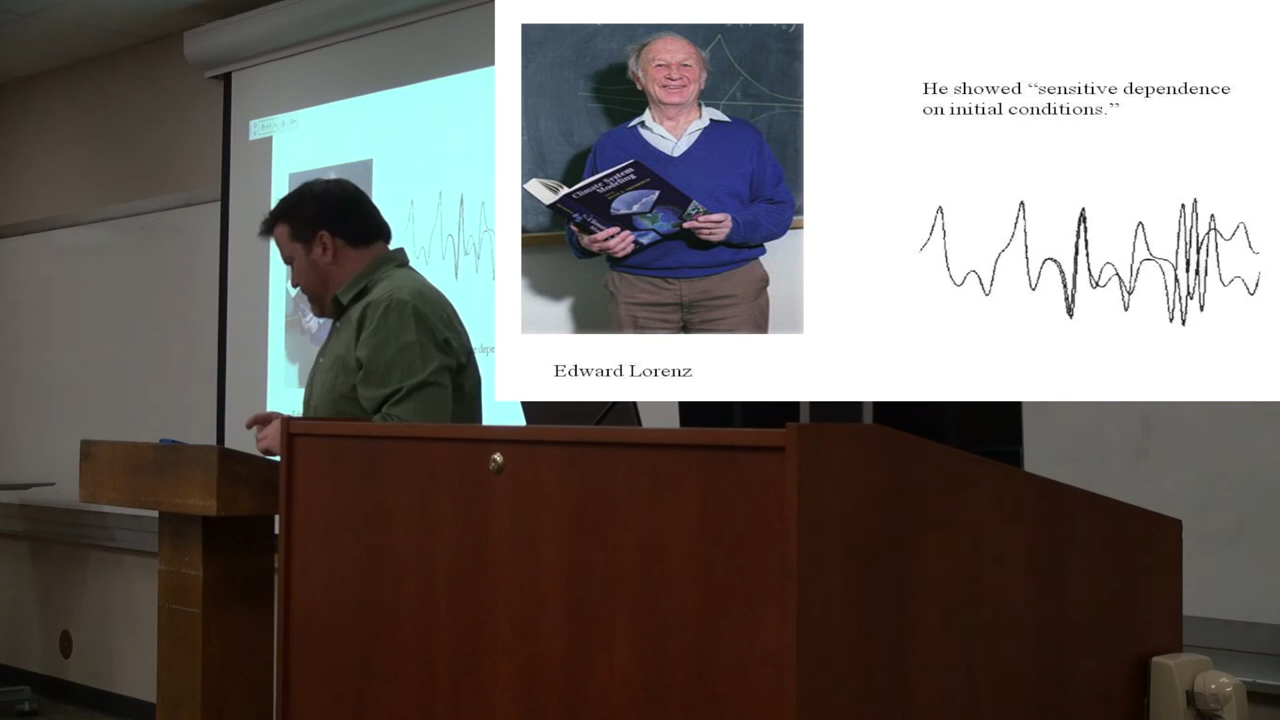 He showed “sensitive dependence
on initial conditions.”
Climate System
Modeling
Edward Lorenz